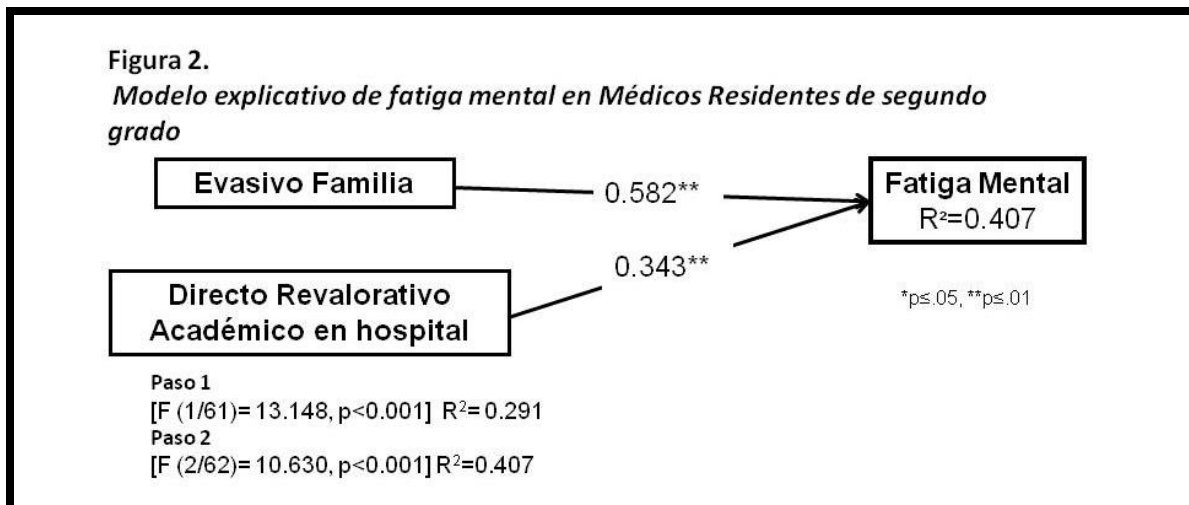 Figura 2.
Modelo explicativo de fatiga mental en Médicos Residentes de segundo
grado
Evasivo Familia
0.582**
Fatiga Mental
R²=0.407
Directo Revalorativo
Académico en hospital
0.343**
*p≤.05, **p≤.01
Paso 1
[F (1/61)= 13.148, p<0.001] R²= 0.291
Paso 2
[F (2/62)= 10.630, p<0.001] R²=0.407